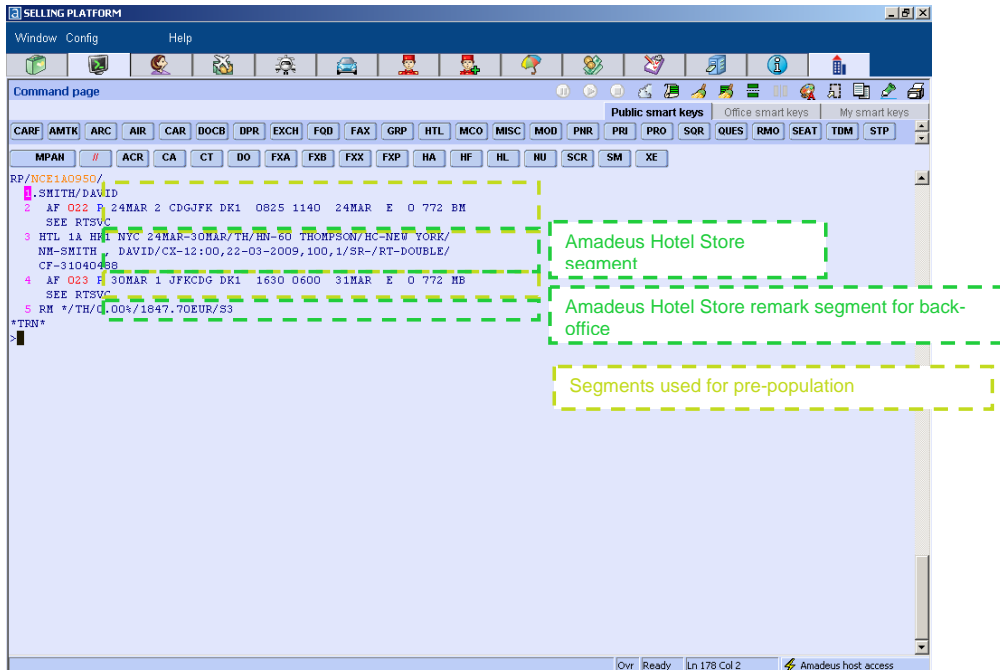 SELLING PLATFORM
Window Config Help
Command page
Public smart keys Office smart keys My smart keys
CARF AMTK ARC AIR CAR DOCB DPR EXCH FQD FAX GRP HTL MCO MISC MOD PNR PRI PRO SQR QUES RMO SEAT TDM STP
MPAN // ACR CA CT DO FXA FXB FXX FXP HA HF HL NU SCR SM XE
RP/NCE1A0950/
1.SMITH/DAVID
2 AF 022 P 24MAR 2 CDGJFK DK1 0825 1140 24MAR E 0 772 BM
SEE RTSVC
3 HTL 1A HK1 NYC 24MAR-30MAR/TH/HN-60 THOMPSON/HC-NEW YORK/
NM-SMITH , DAVID/CX-12:00,22-03-2009,100,1/SR-/RT-DOUBLE/
CF-31040488
4 AF 023 P 30MAR 1 JFKCDG DK1 1630 0600 31MAR E 0 772 MB
SEE RTSVC
5 RM */TH/0.00%/1847.70EUR/S3
*TRN*
>
Amadeus Hotel Store
segment
Amadeus Hotel Store remark segment for back-
office
Segments used for pre-population
Ovr Ready Ln 178 Col 2 Amadeus host access